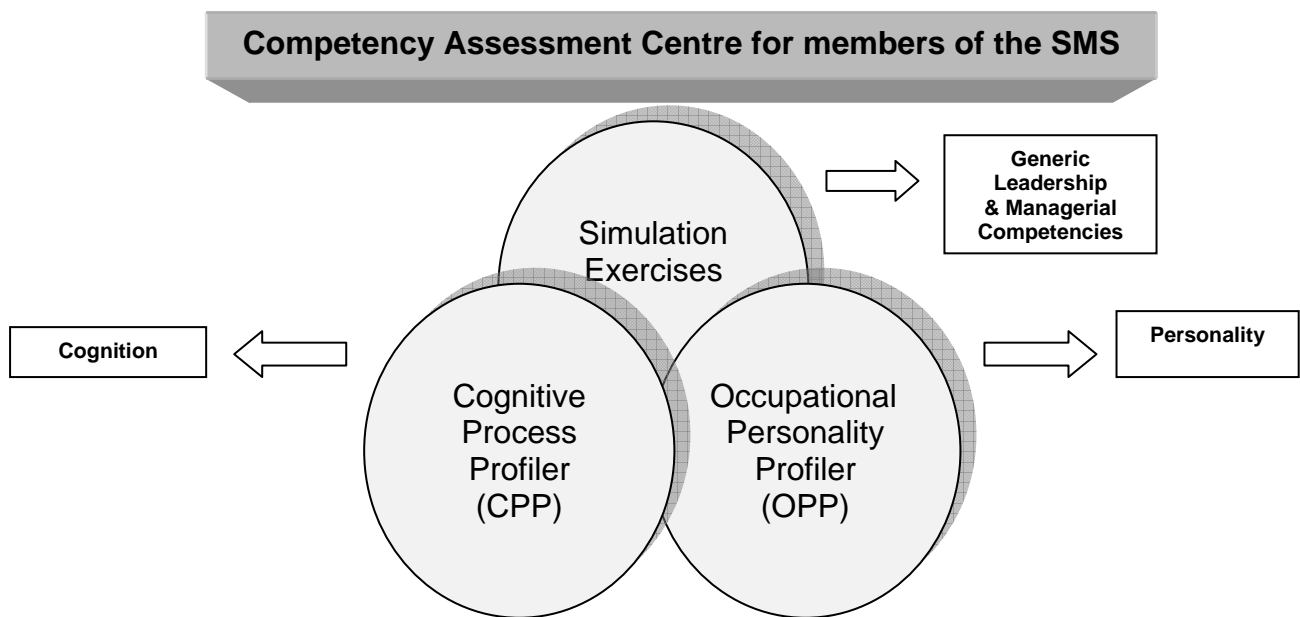 Competency Assessment Centre for members of the SMS
Generic
Leadership
& Managerial
Competencies
Simulation
Exercises
Cognition
Personality
Cognitive
Process
Profiler
(CPP)
Occupational
Personality
Profiler
(OPP)